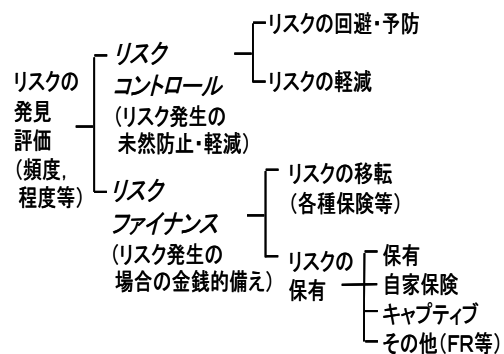 リスクの
発見
評価
(頻度,
程度等)
リスク
コントロール
(リスク発生の
未然防止・軽減)
リスクの回避・予防
リスクの軽減
リスク
ファイナンス
(リスク発生の
場合の金銭的備え)
リスクの移転
(各種保険等)
リスクの
保有
保有
自家保険
キャプティブ
その他(FR等)